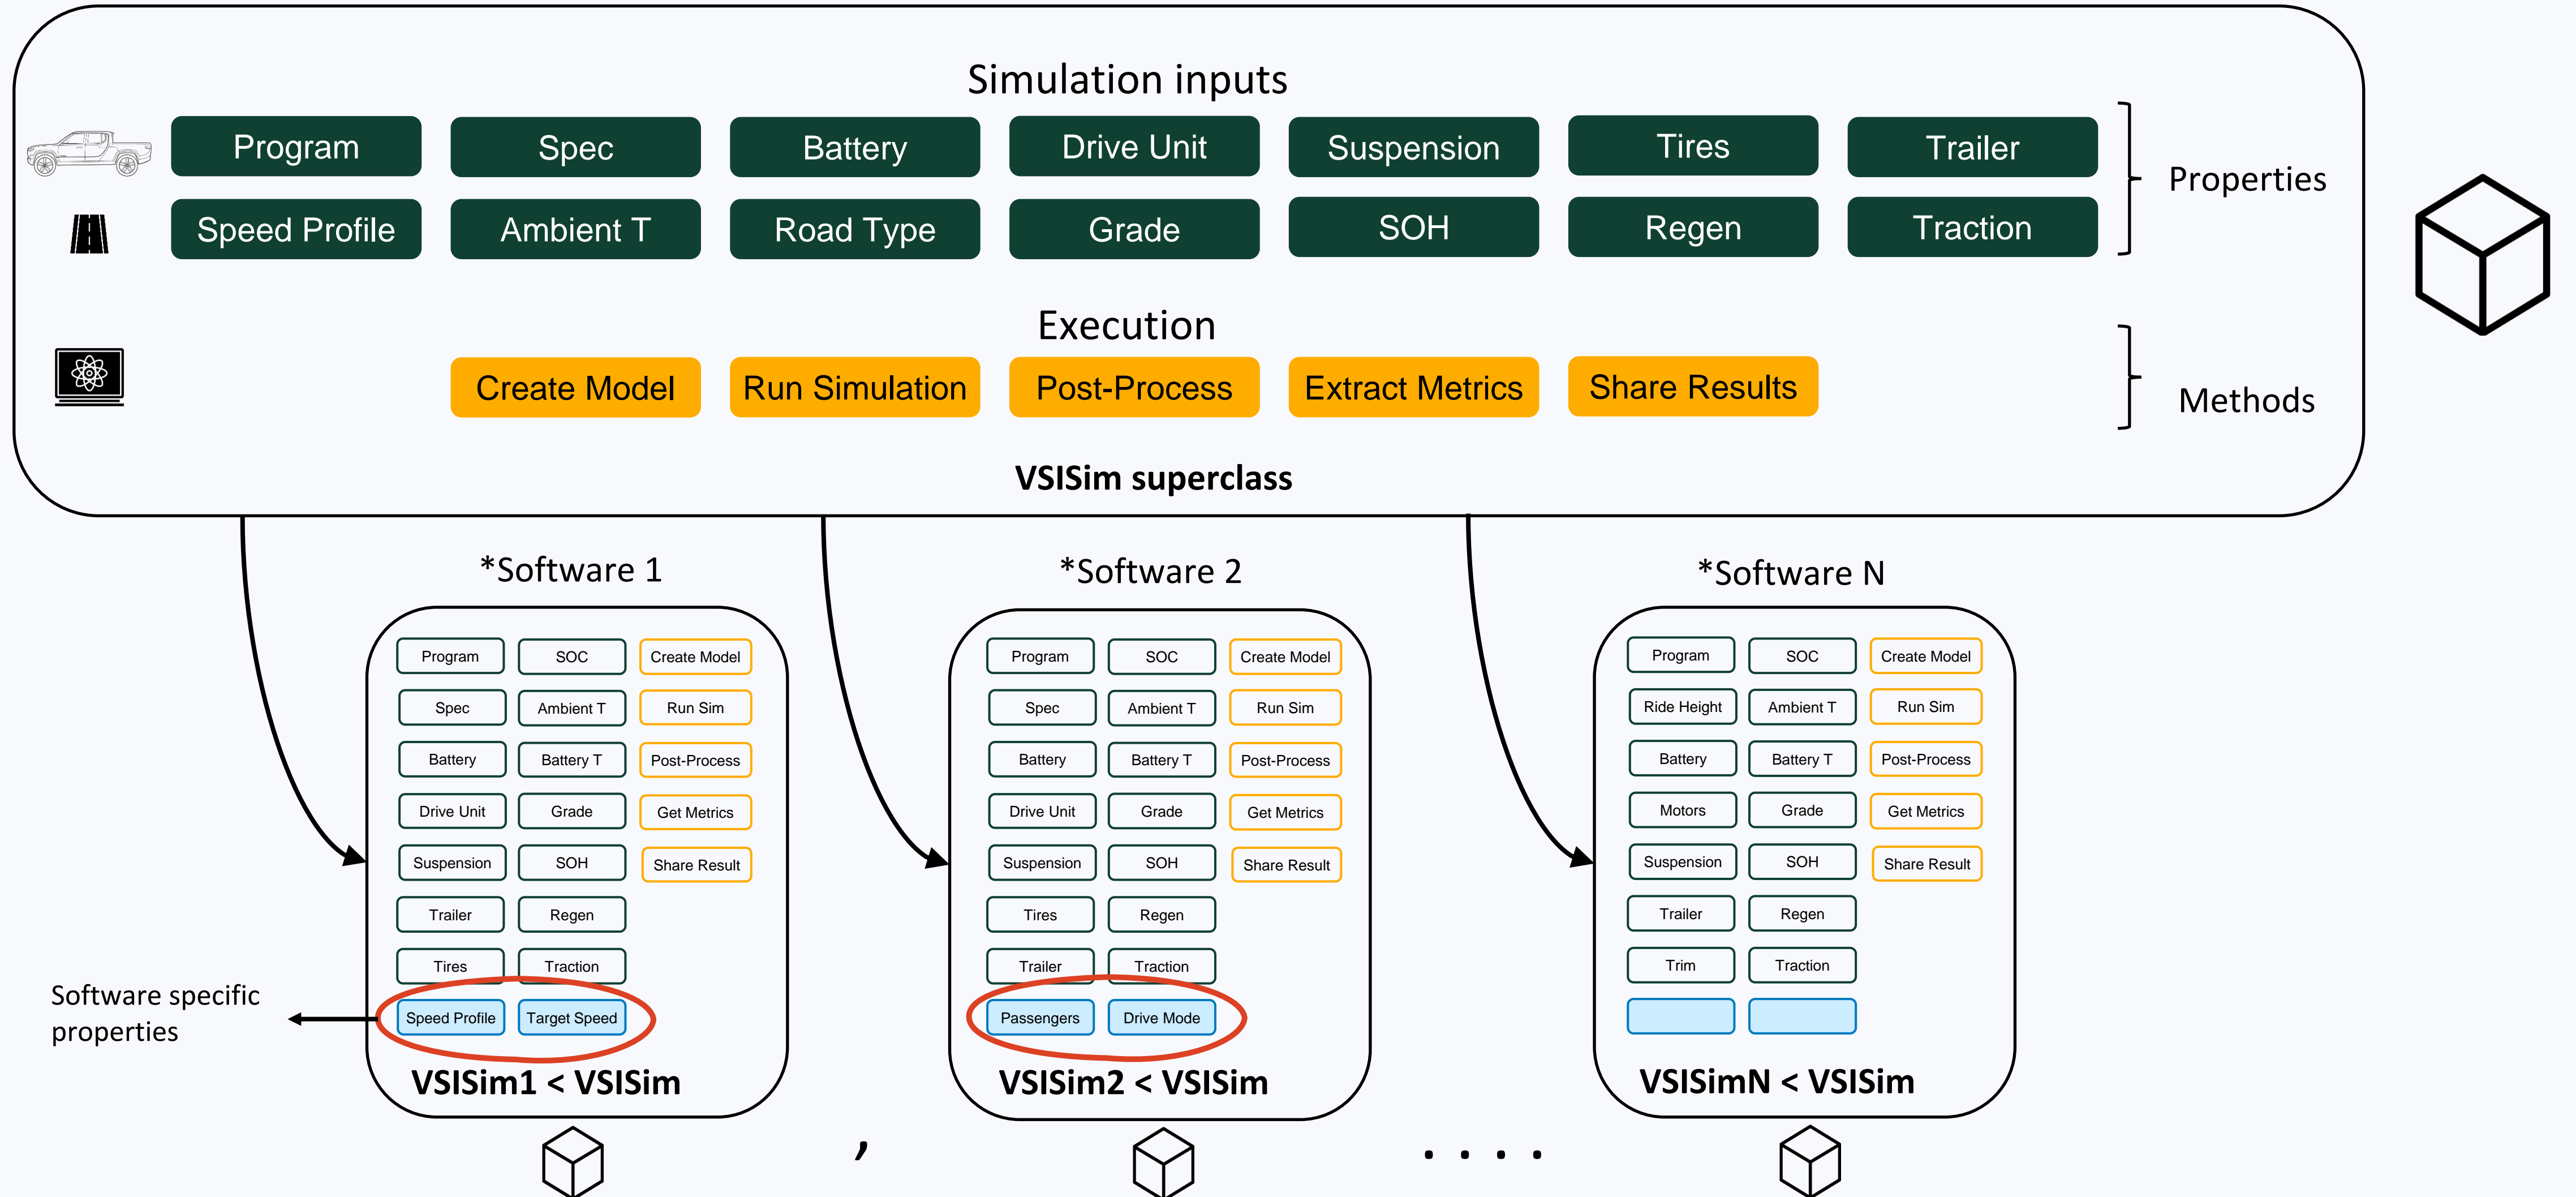 Simulation inputs
Program Spec Battery Drive Unit Suspension Tires Trailer
Properties
Speed Profile Ambient T Road Type Grade SOH Regen Traction
Execution
Create Model Run Simulation Post-Process Extract Metrics Share Results
Methods
VSISim superclass
*Software 1
Program SOC Create Model
Spec Ambient T Run Sim
Battery Battery T Post-Process
Drive Unit Grade Get Metrics
Suspension SOH Share Result
Trailer Regen
Tires Traction
Speed Profile Target Speed
Software specific
properties
VSISim1 < VSISim
,
*Software 2
Program SOC Create Model
Spec Ambient T Run Sim
Battery Battery T Post-Process
Drive Unit Grade Get Metrics
Suspension SOH Share Result
Tires Regen
Trailer Traction
Passengers Drive Mode
VSISim2 < VSISim
. . . .
*Software N
Program SOC Create Model
Ride Height Ambient T Run Sim
Battery Battery T Post-Process
Motors Grade Get Metrics
Suspension SOH Share Result
Trailer Regen
Trim Traction
VSISimN < VSISim